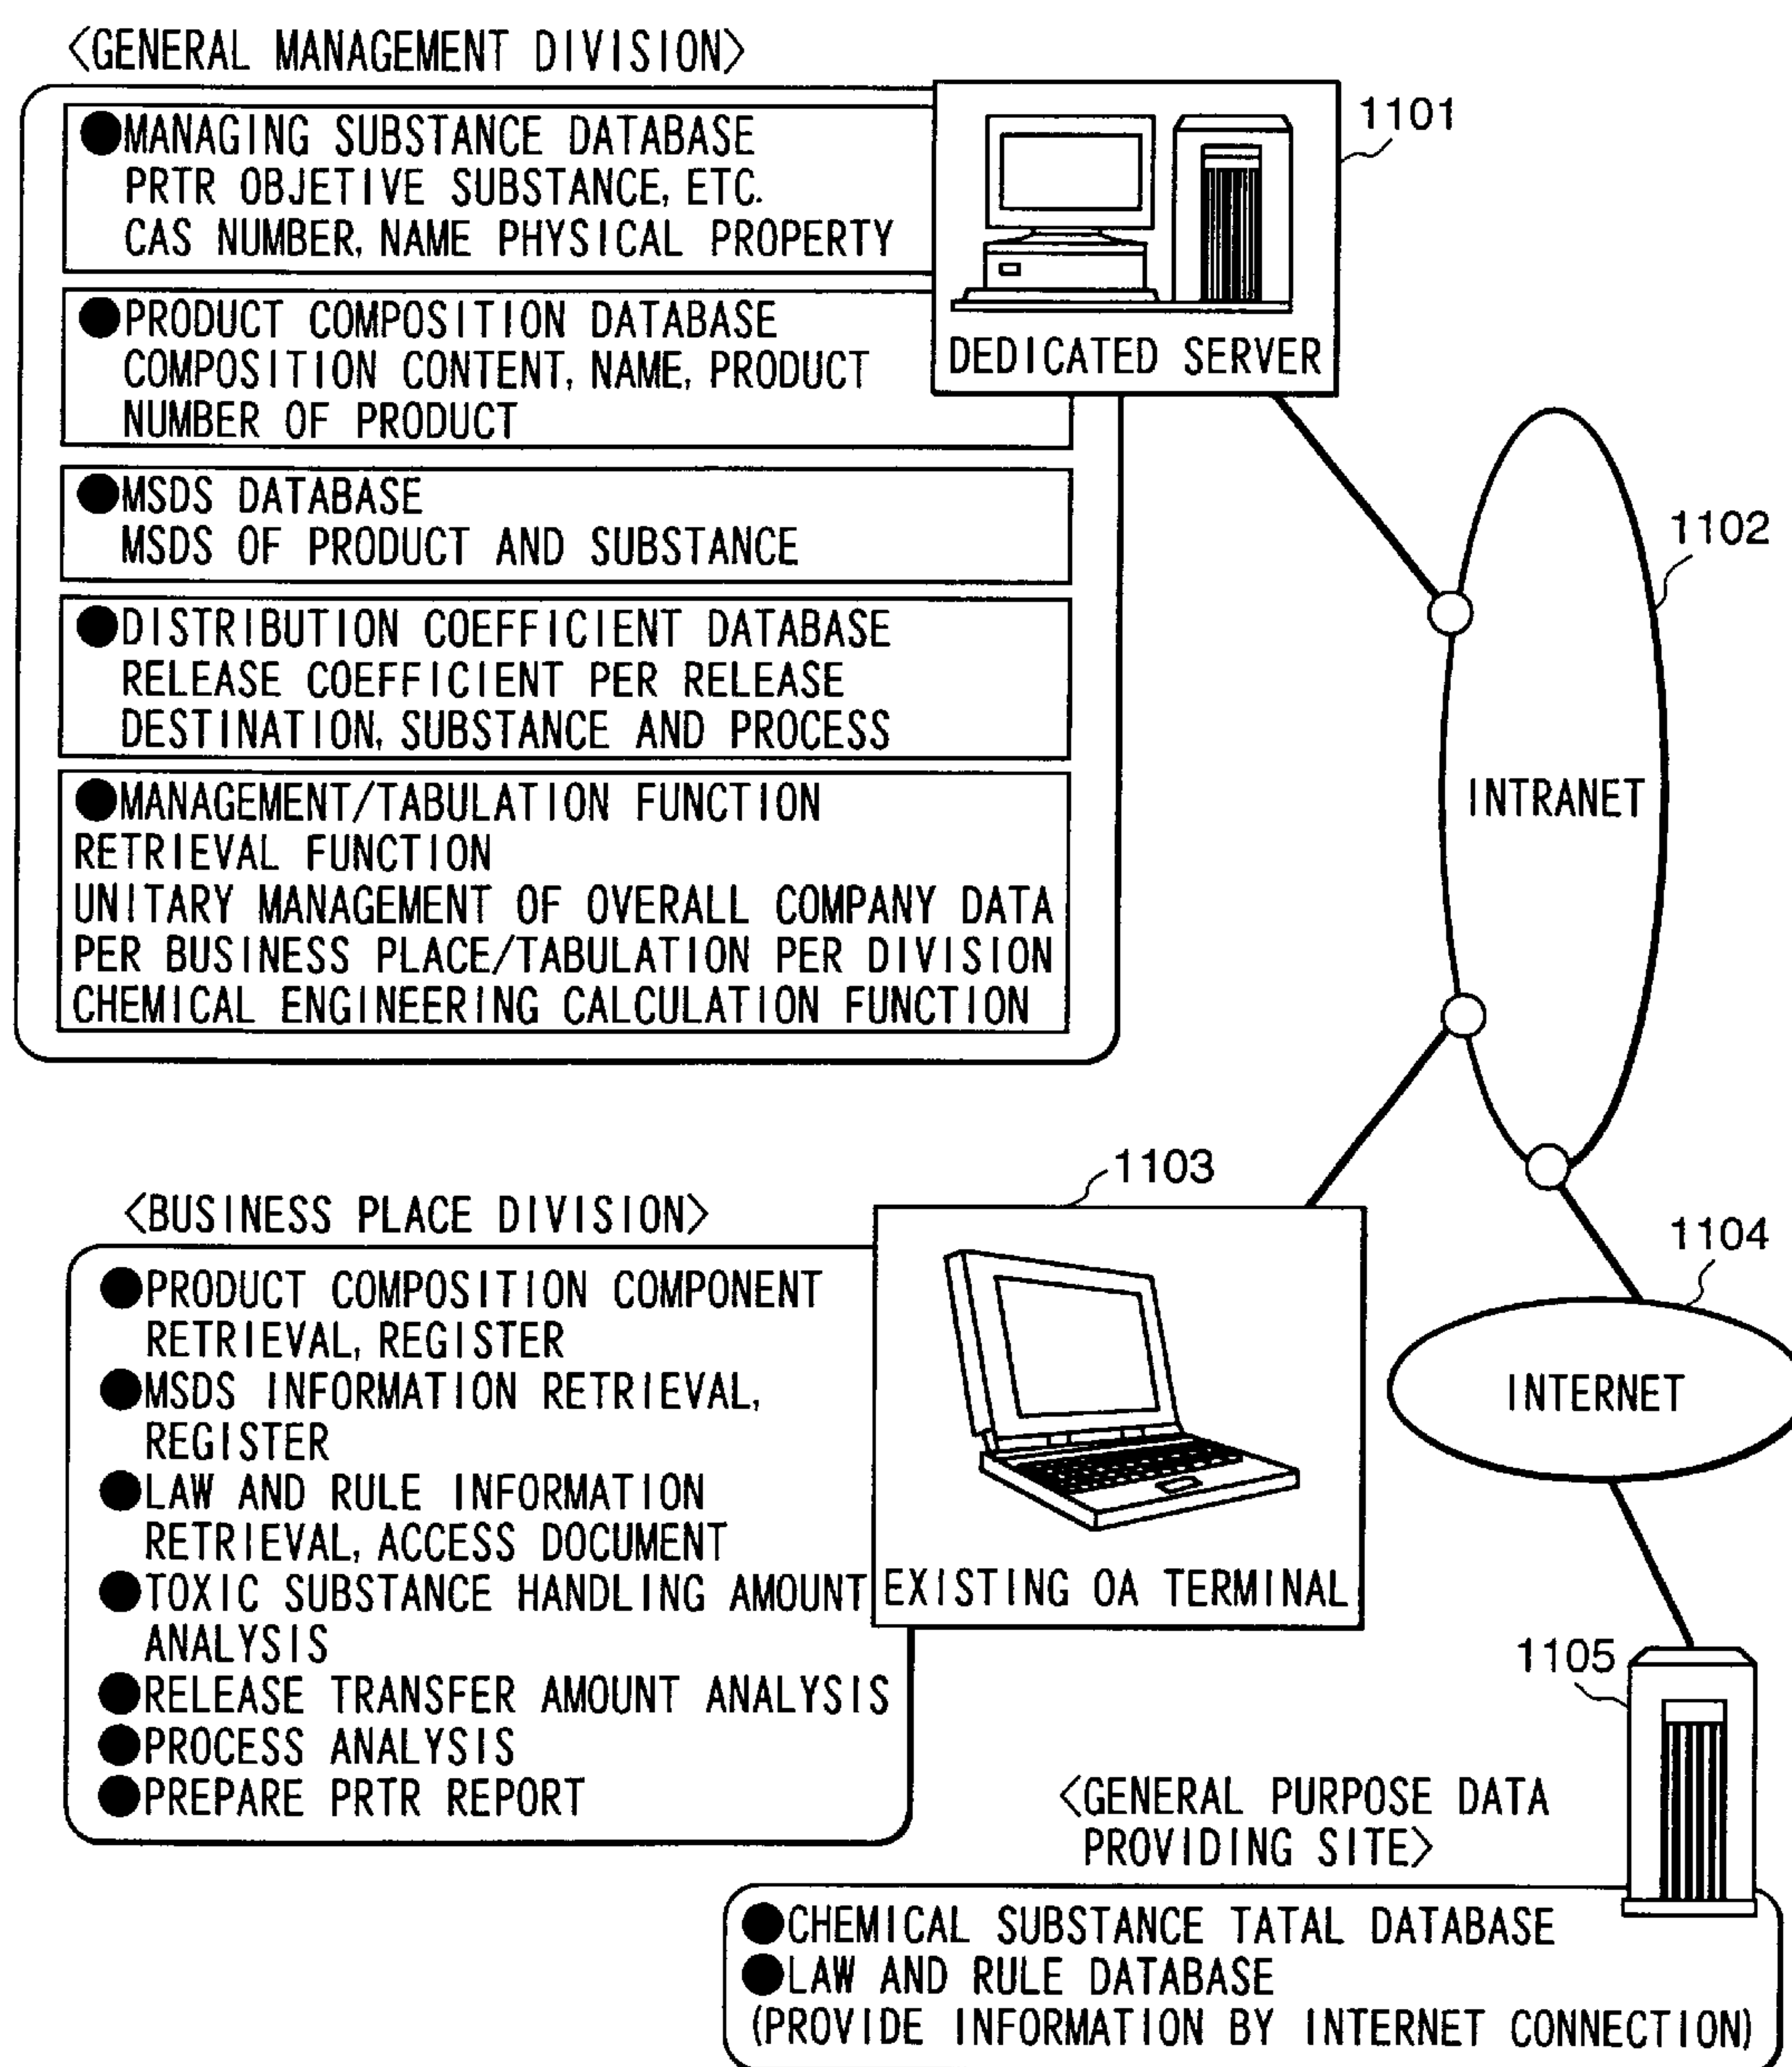 <GENERAL MANAGEMENT DIVISION>
●MANAGING SUBSTANCE DATABASE
PRTR OBJETIVE SUBSTANCE, ETC.
CAS NUMBER, NAME PHYSICAL PROPERTY
●PRODUCT COMPOSITION DATABASE
COMPOSITION CONTENT, NAME, PRODUCT
NUMBER OF PRODUCT
●MSDS DATABASE
MSDS OF PRODUCT AND SUBSTANCE
●DISTRIBUTION COEFFICIENT DATABASE
RELEASE COEFFICIENT PER RELEASE
DESTINATION, SUBSTANCE AND PROCESS
●MANAGEMENT/TABULATION FUNCTION
RETRIEVAL FUNCTION
UNITARY MANAGEMENT OF OVERALL COMPANY DATA
PER BUSINESS PLACE/TABULATION PER DIVISION
CHEMICAL ENGINEERING CALCULATION FUNCTION
DEDICATED SERVER
1101
1102
INTRANET
<BUSINESS PLACE DIVISION>
●PRODUCT COMPOSITION COMPONENT
RETRIEVAL, REGISTER
●MSDS INFORMATION RETRIEVAL,
REGISTER
●LAW AND RULE INFORMATION
RETRIEVAL, ACCESS DOCUMENT
●TOXIC SUBSTANCE HANDLING AMOUNT
ANALYSIS
●RELEASE TRANSFER AMOUNT ANALYSIS
●PROCESS ANALYSIS
●PREPARE PRTR REPORT
1103
EXISTING OA TERMINAL
1104
INTERNET
1105
<GENERAL PURPOSE DATA
PROVIDING SITE>
●CHEMICAL SUBSTANCE TATAL DATABASE
●LAW AND RULE DATABASE
(PROVIDE INFORMATION BY INTERNET CONNECTION)